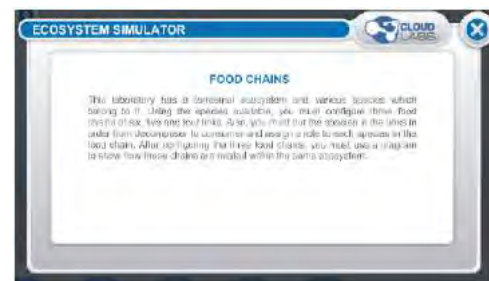 ECOSYSTEM SIMULATOR
CLOUD
LABS
FOOD CHAINS
This laboratory has a terrestrial ecosystem and various species which
belong to it. Using the species available, you must configure three food
chains of six, five and four links. Also, you must put the species in the links in
order from decomposer to consumer and assign a role to each species in the
food chain. After configuring the three food chains, you must use a diagram
to show how these chains are related within the same ecosystem.